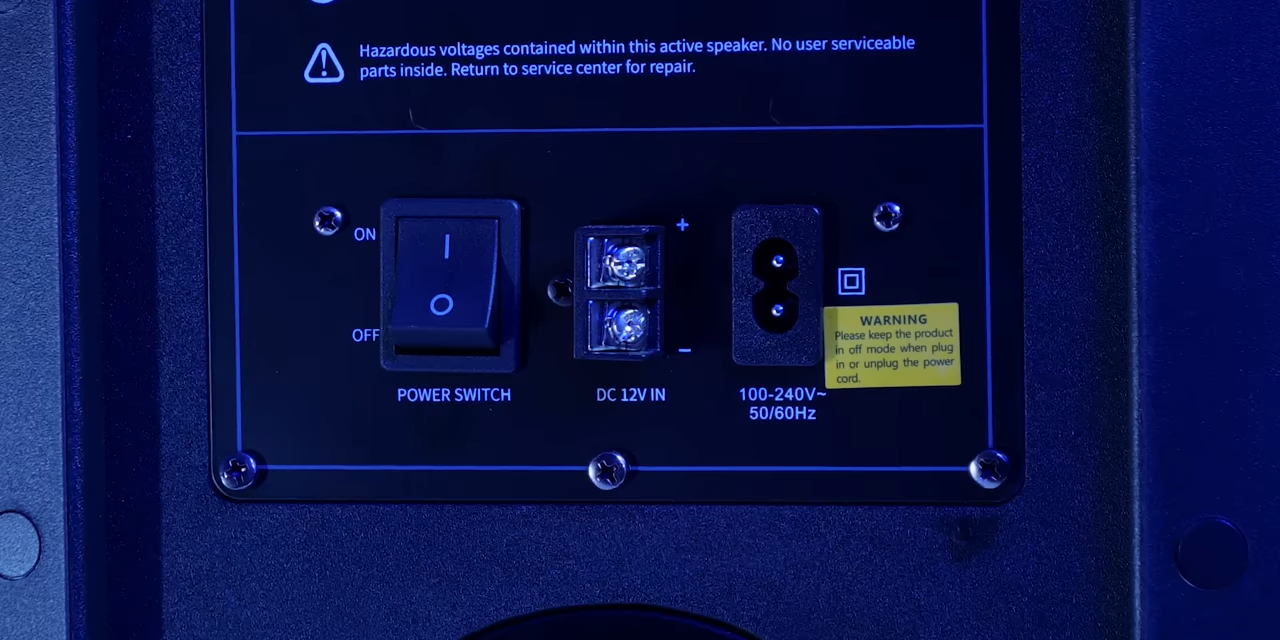 Hazardous voltages contained within this active speaker. No user serviceable
parts inside. Return to service center for repair.
ON
OFF
POWER SWITCH
+
−
DC 12V IN
100-240V~
50/60Hz
WARNING
Please keep the product
in off mode when plug
in or unplug the power
cord.